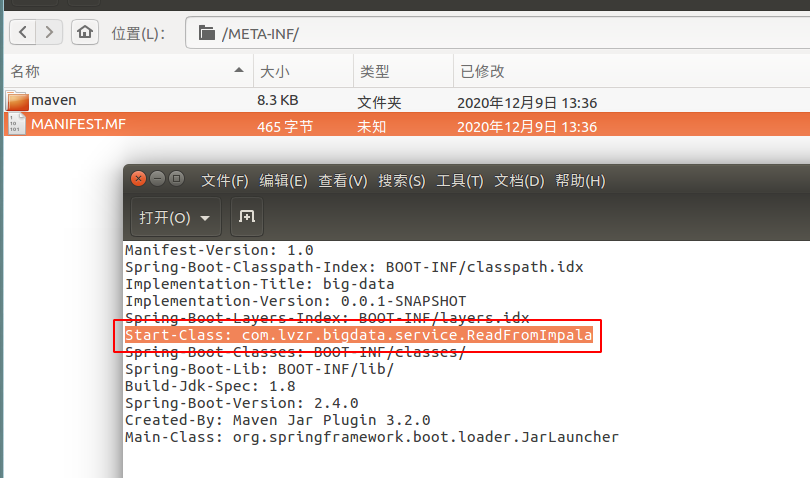 位置(L)： /META-INF/
名称 大小 类型 已修改
maven 8.3 KB 文件夹 2020年12月9日 13:36
MANIFEST.MF 465 字节 未知 2020年12月9日 13:36
文件(F) 编辑(E) 查看(V) 搜索(S) 工具(T) 文档(D) 帮助(H)
打开(O)
Manifest-Version: 1.0
Spring-Boot-Classpath-Index: BOOT-INF/classpath.idx
Implementation-Title: big-data
Implementation-Version: 0.0.1-SNAPSHOT
Spring-Boot-Layers-Index: BOOT-INF/layers.idx
Start-Class: com.lvzr.bigdata.service.ReadFromImpala
Spring-Boot-Classes: BOOT-INF/classes/
Spring-Boot-Lib: BOOT-INF/lib/
Build-Jdk-Spec: 1.8
Spring-Boot-Version: 2.4.0
Created-By: Maven Jar Plugin 3.2.0
Main-Class: org.springframework.boot.loader.JarLauncher